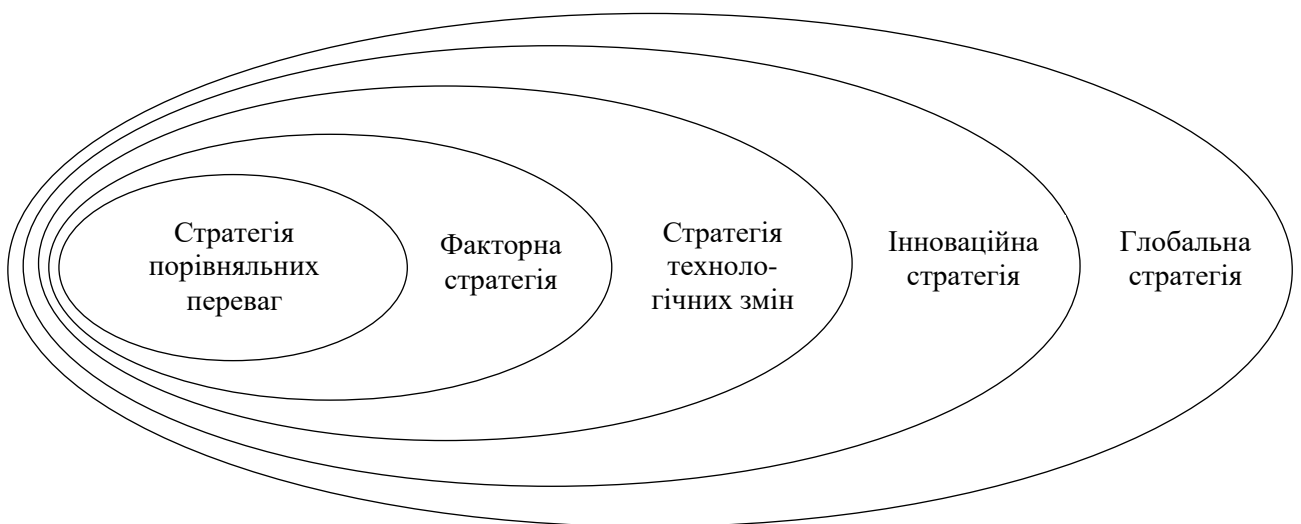 Стратегія
порівняльних
переваг
Факторна
стратегія
Стратегія
техноло-
гічних змін
Інноваційна
стратегія
Глобальна
стратегія